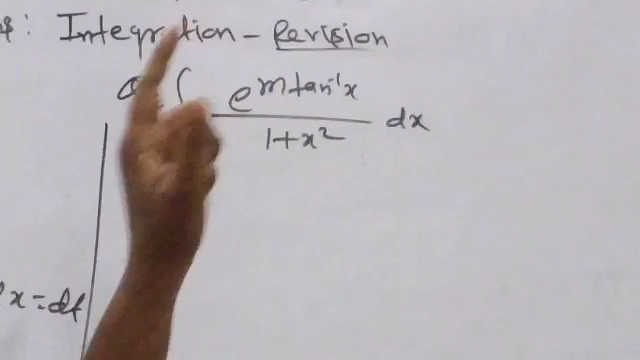 Integration - Revision
∫ e^{m tan⁻¹x} / 1+x² dx
x = dt